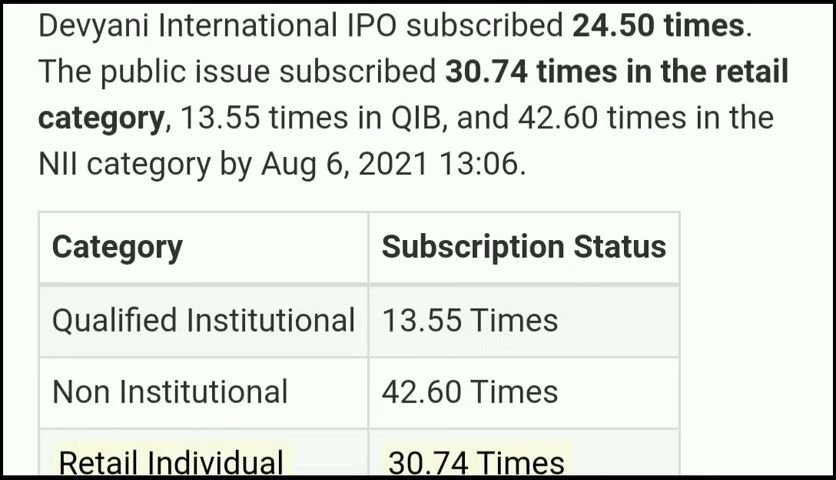 Devyani International IPO subscribed 24.50 times.
The public issue subscribed 30.74 times in the retail
category, 13.55 times in QIB, and 42.60 times in the
NII category by Aug 6, 2021 13:06.
Category Subscription Status
Qualified Institutional 13.55 Times
Non Institutional 42.60 Times
Retail Individual 30.74 Times